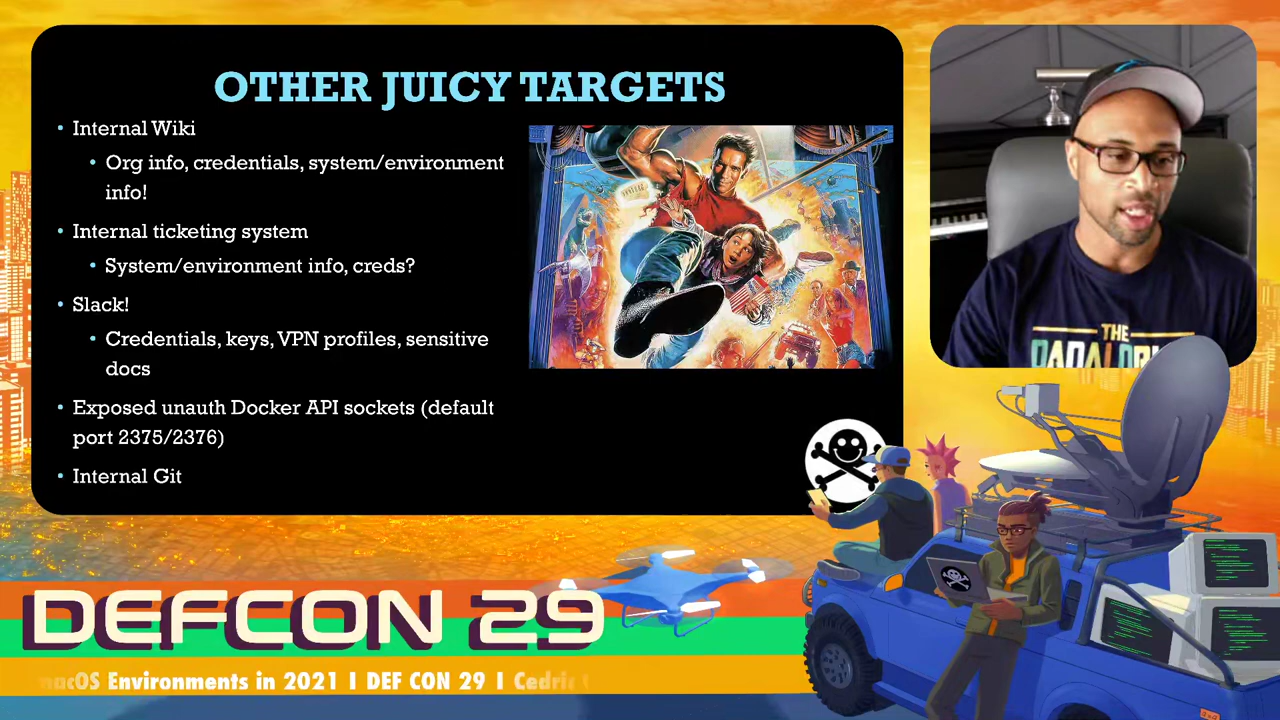 OTHER JUICY TARGETS
• Internal Wiki
• Org info, credentials, system/environment
info!
• Internal ticketing system
• System/environment info, creds?
• Slack!
• Credentials, keys, VPN profiles, sensitive
docs
• Exposed unauth Docker API sockets (default
port 2375/2376)
• Internal Git
THE
DEFCON 29
macOS Environments in 2021 | DEF CON 29 | Cedric